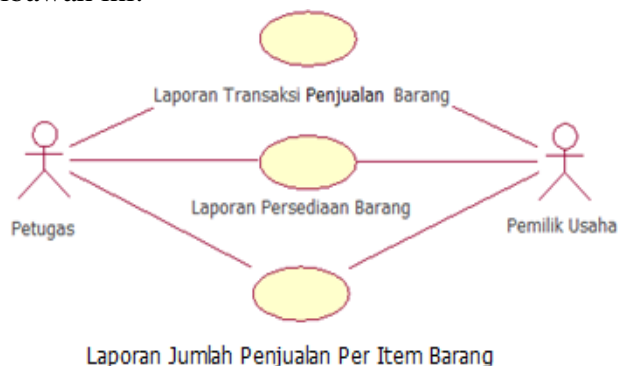 Laporan Transaksi Penjualan Barang
Laporan Persediaan Barang
Petugas
Pemilik Usaha
Laporan Jumlah Penjualan Per Item Barang